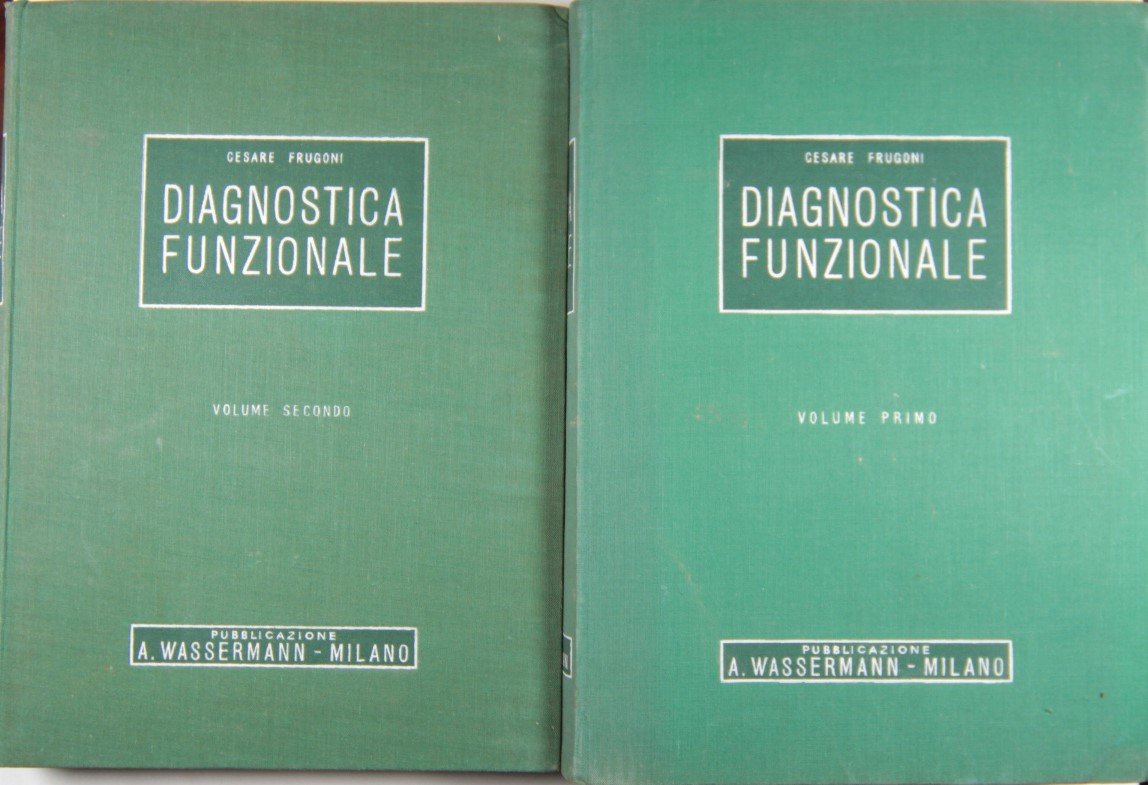 CESARE FRUGONI
DIAGNOSTICA
FUNZIONALE
VOLUME SECONDO
PUBBLICAZIONE
A. WASSERMANN - MILANO
CESARE FRUGONI
DIAGNOSTICA
FUNZIONALE
VOLUME PRIMO
PUBBLICAZIONE
A. WASSERMANN - MILANO